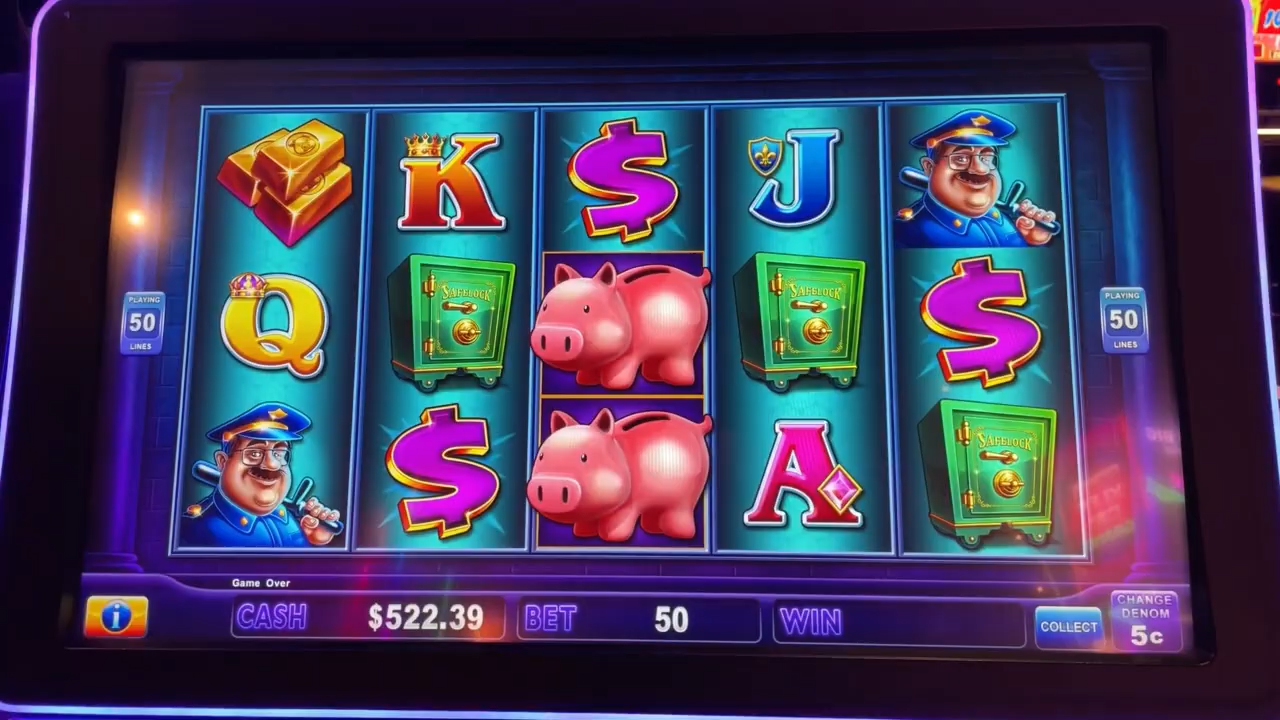 K
$
J
Q
SAFELOCK
SAFELOCK
$
PLAYING
50
LINES
PLAYING
50
LINES
$
A
SAFELOCK
Game Over
CASH $522.39 BET 50 WIN
COLLECT
CHANGE
DENOM
5¢
i